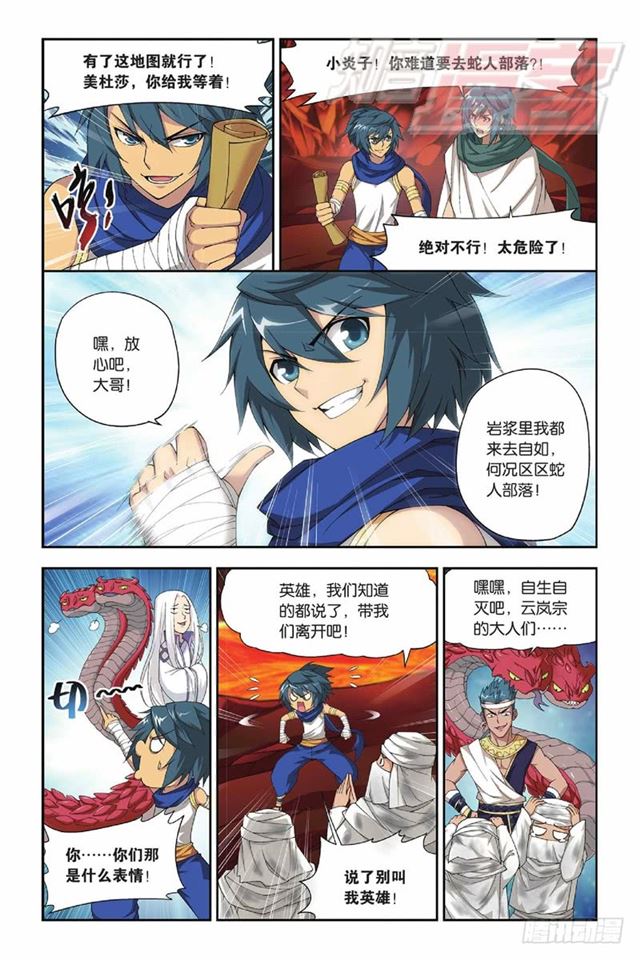 有了这地图就行了！
美杜莎，你给我等着！
咳！
小炎子！你难道要去蛇人部落?！
绝对不行！太危险了！
嘿，放
心吧，
大哥！
岩浆里我都
来去自如，
何况区区蛇
人部落！
切～
你……你们那
是什么表情！
英雄，我们知道
的都说了，带我
们离开吧！
说了别叫
我英雄！
嘿嘿，自生自
灭吧，云岚宗
的大人们……
腾讯动漫